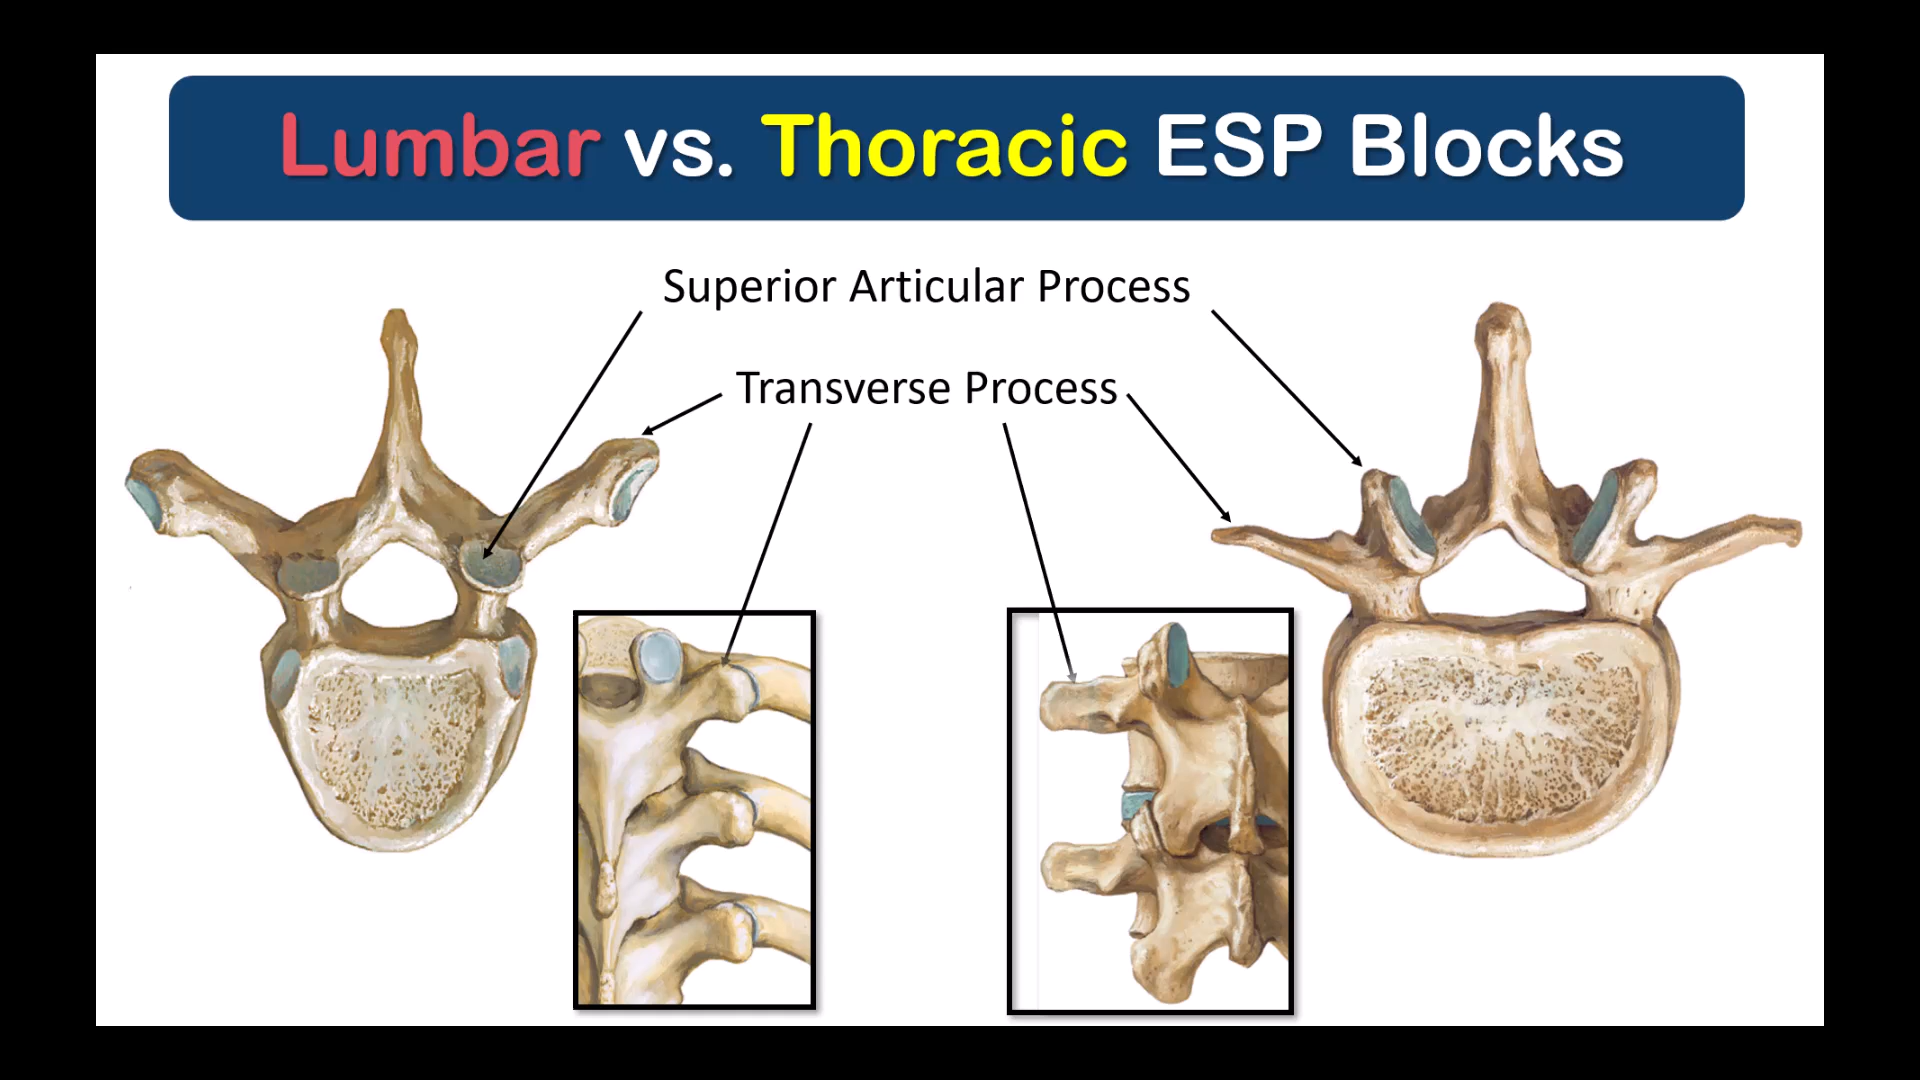 Lumbar vs. Thoracic ESP Blocks
Superior Articular Process
Transverse Process